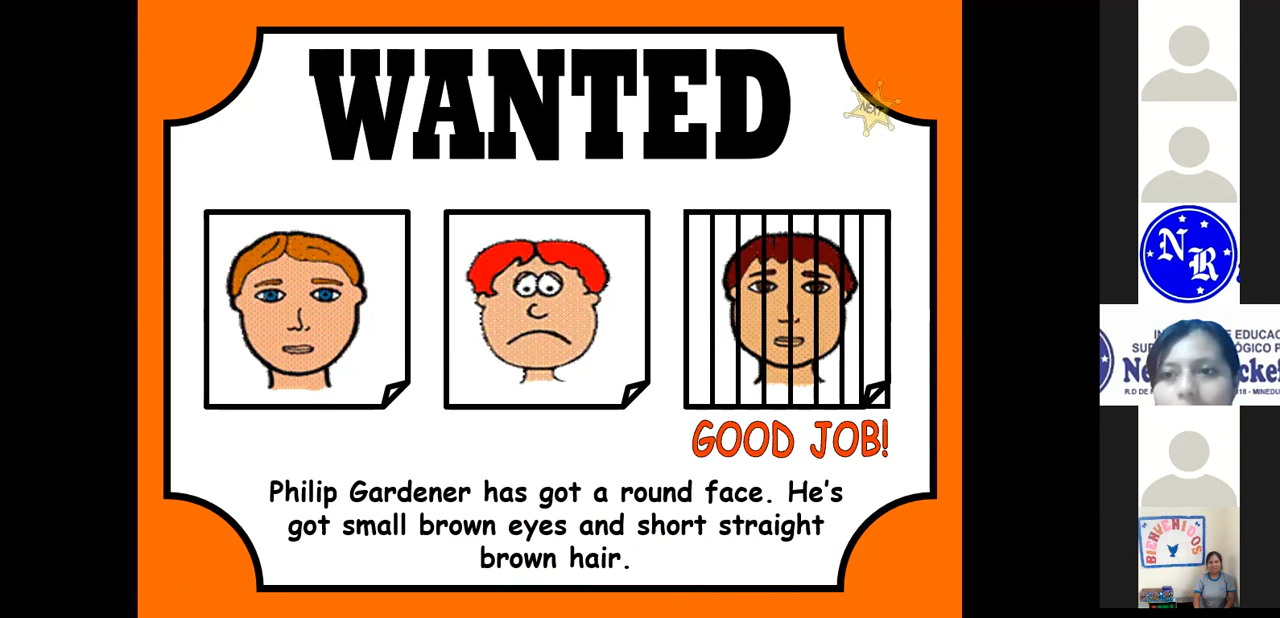 WANTED
GOOD JOB!
Philip Gardener has got a round face. He's
got small brown eyes and short straight
brown hair.
N
R
EDUCA
BIENVENIDOS